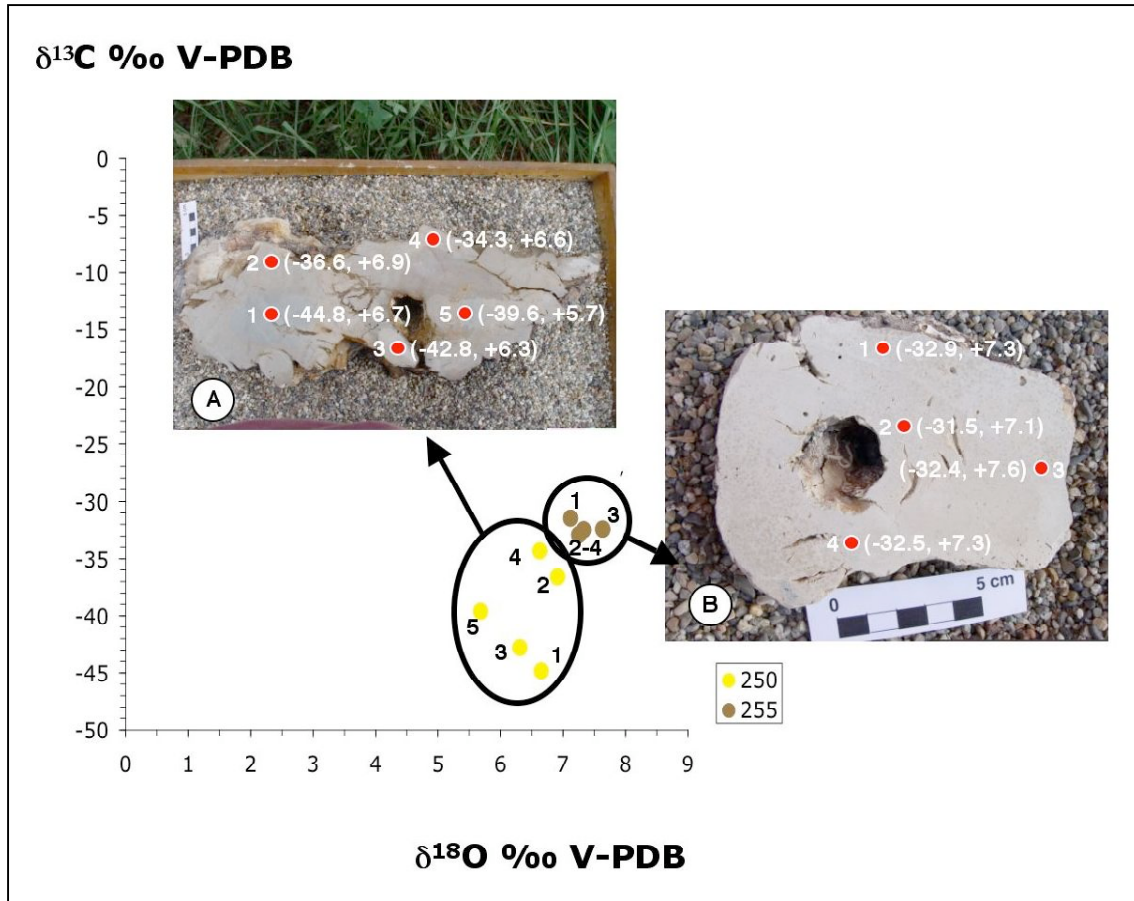 δ¹³C ‰ V-PDB
0
-5
-10
-15
-20
-25
-30
-35
-40
-45
-50
0 1 2 3 4 5 6 7 8 9
δ¹⁸O ‰ V-PDB
4 (-34.3, +6.6)
2 (-36.6, +6.9)
1 (-44.8, +6.7)
5 (-39.6, +5.7)
3 (-42.8, +6.3)
A
1 (-32.9, +7.3)
2 (-31.5, +7.1)
(-32.4, +7.6) 3
4 (-32.5, +7.3)
0 5 cm
B
1
3
2-4
4
2
5
3
1
250
255